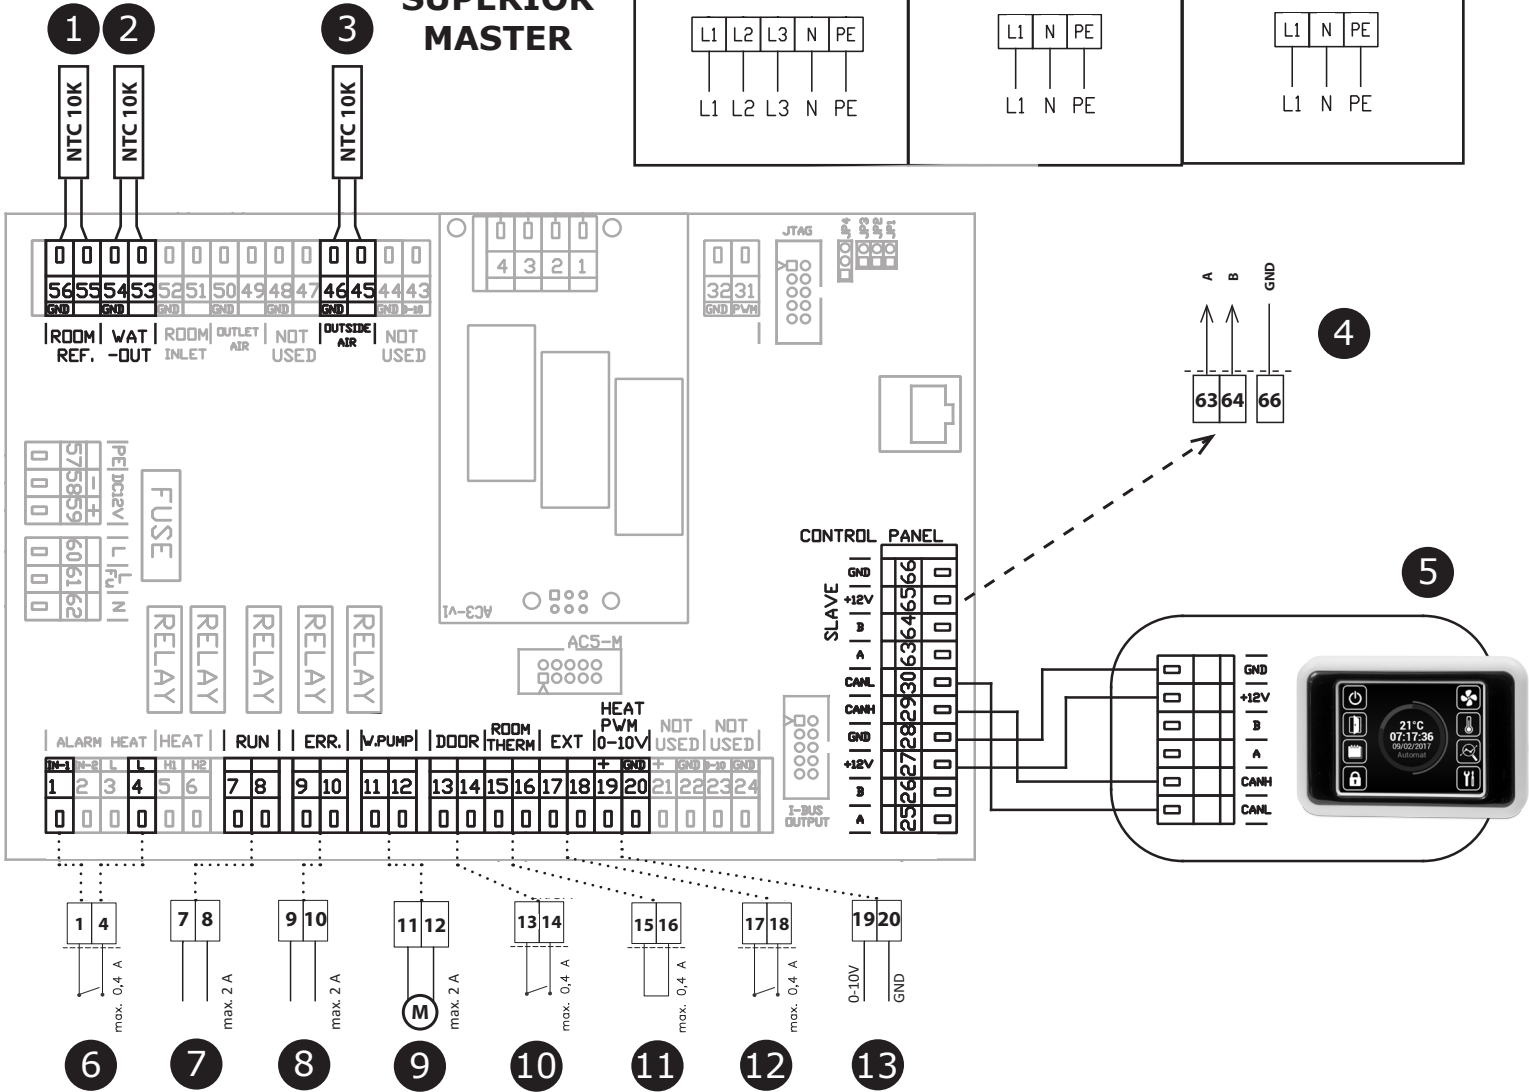 SUPERIOR
MASTER
1 2 3
NTC 10K NTC 10K NTC 10K
L1 L2 L3 N PE
L1 L2 L3 N PE
L1 N PE
L1 N PE
L1 N PE
L1 N PE
56 55 54 53 52 51 50 49 48 47 46 45 44 43
GND GND GND GND GND GND GND 0-10
ROOM REF.
WAT -OUT
ROOM INLET
OUTLET AIR
NOT USED
OUTSIDE AIR
NOT USED
4 3 2 1
32 31
GND PWM
JTAG
JP4 JP3 JP2 JP1
A B GND
63 64 66
4
57 58 59
PE - + DC12V
60 61 62
L L Fu N
FUSE
RELAY RELAY RELAY RELAY RELAY
AC3-v1
AC5-M
CONTROL PANEL
SLAVE
GND 66
+12V 65
B 64
A 63
CANL 30
CANH 29
GND 28
+12V 27
B 26
A 25
5
GND
+12V
B
A
CANH
CANL
21°C
07:17:36
09/02/2017
Automat
I-BUS
OUTPUT
ALARM HEAT HEAT RUN ERR. W.PUMP DOOR
ROOM THERM
EXT
HEAT PWM 0-10V
NOT USED
NOT USED
IN-1 IN-2 L L H1 H2 + GND + GND 0-10 GND
1 2 3 4 5 6 7 8 9 10 11 12 13 14 15 16 17 18 19 20 21 22 23 24
1 4
max. 0,4 A
6
7 8
max. 2 A
7
9 10
max. 2 A
8
11 12
M
max. 2 A
9
13 14
max. 0,4 A
10
15 16
max. 0,4 A
11
17 18
max. 0,4 A
12
19 20
0-10V
GND
13